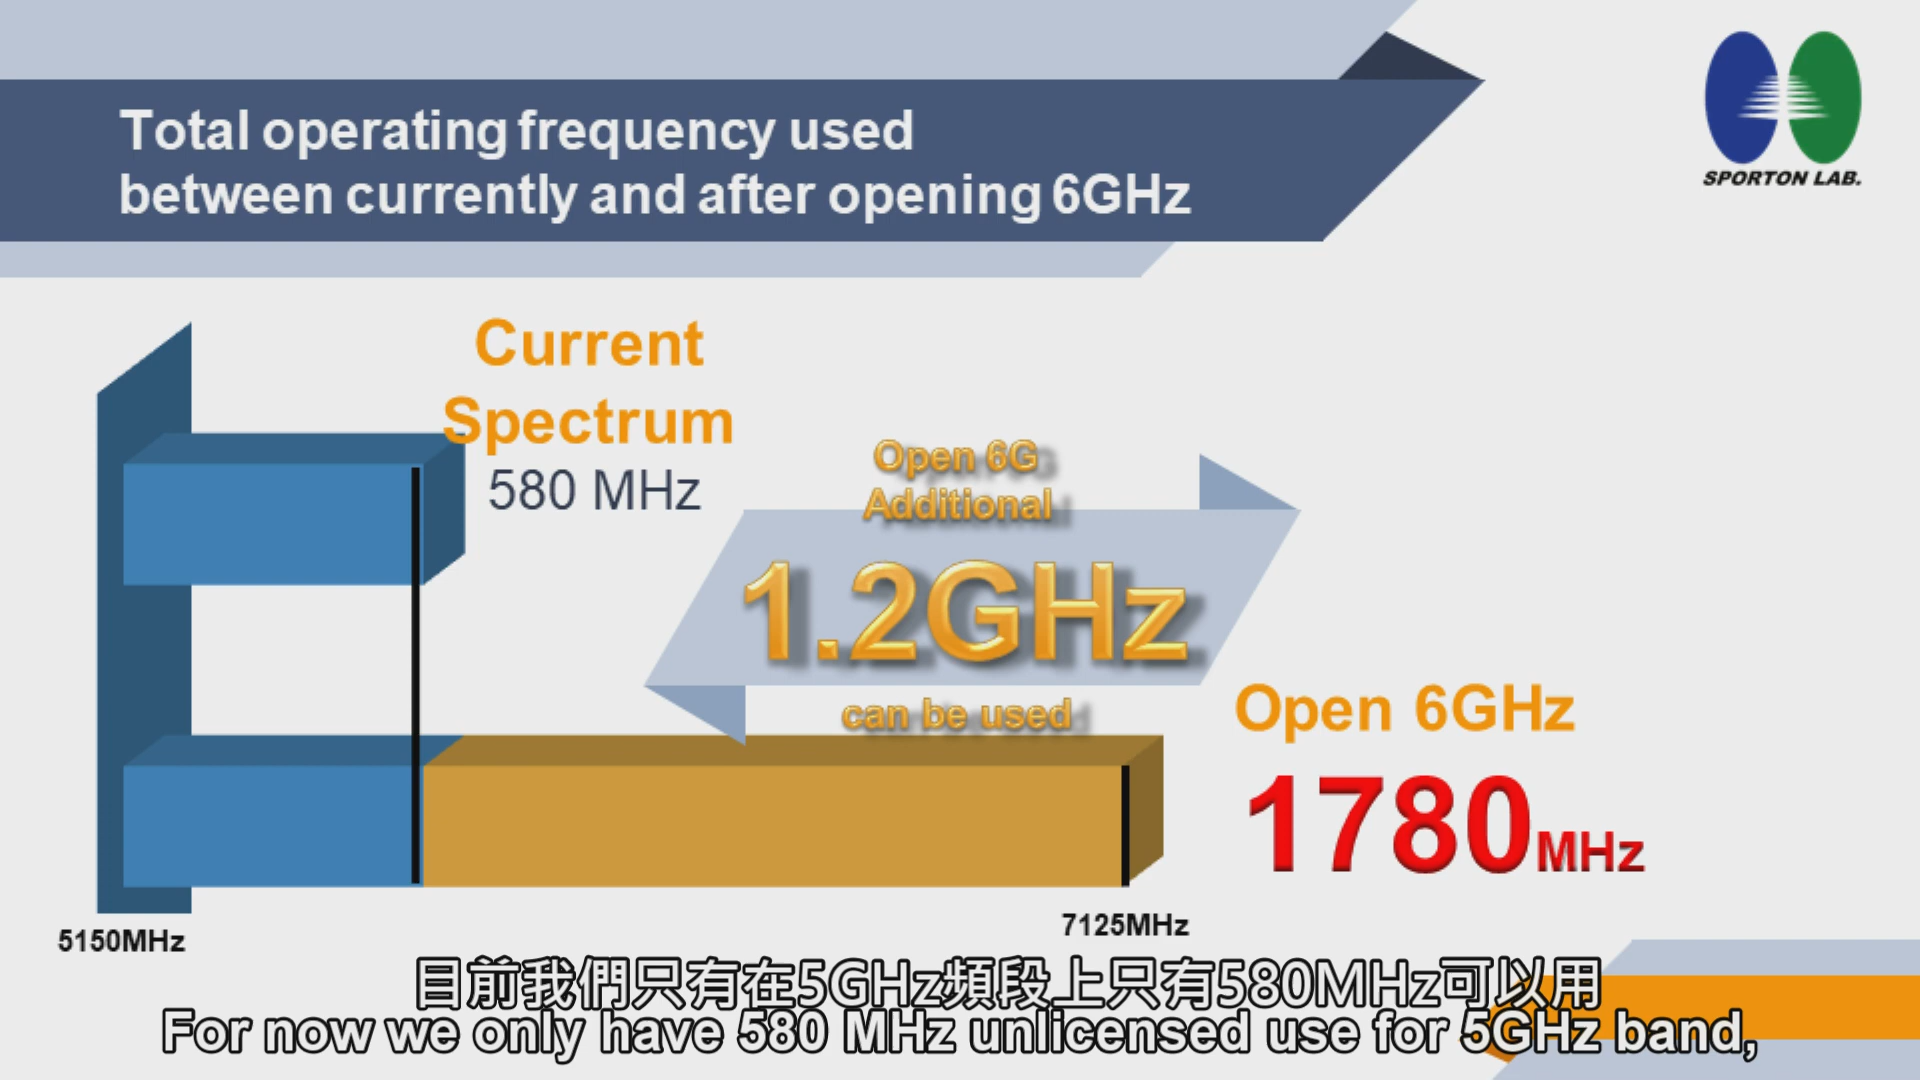 Total operating frequency used
between currently and after opening 6GHz
SPORTON LAB.
Current
Spectrum
580 MHz
Open 6G
Additional
1.2GHz
can be used
Open 6GHz
1780MHz
5150MHz
7125MHz
目前我們只有在5GHz頻段上只有580MHz可以用
For now we only have 580 MHz unlicensed use for 5GHz band,